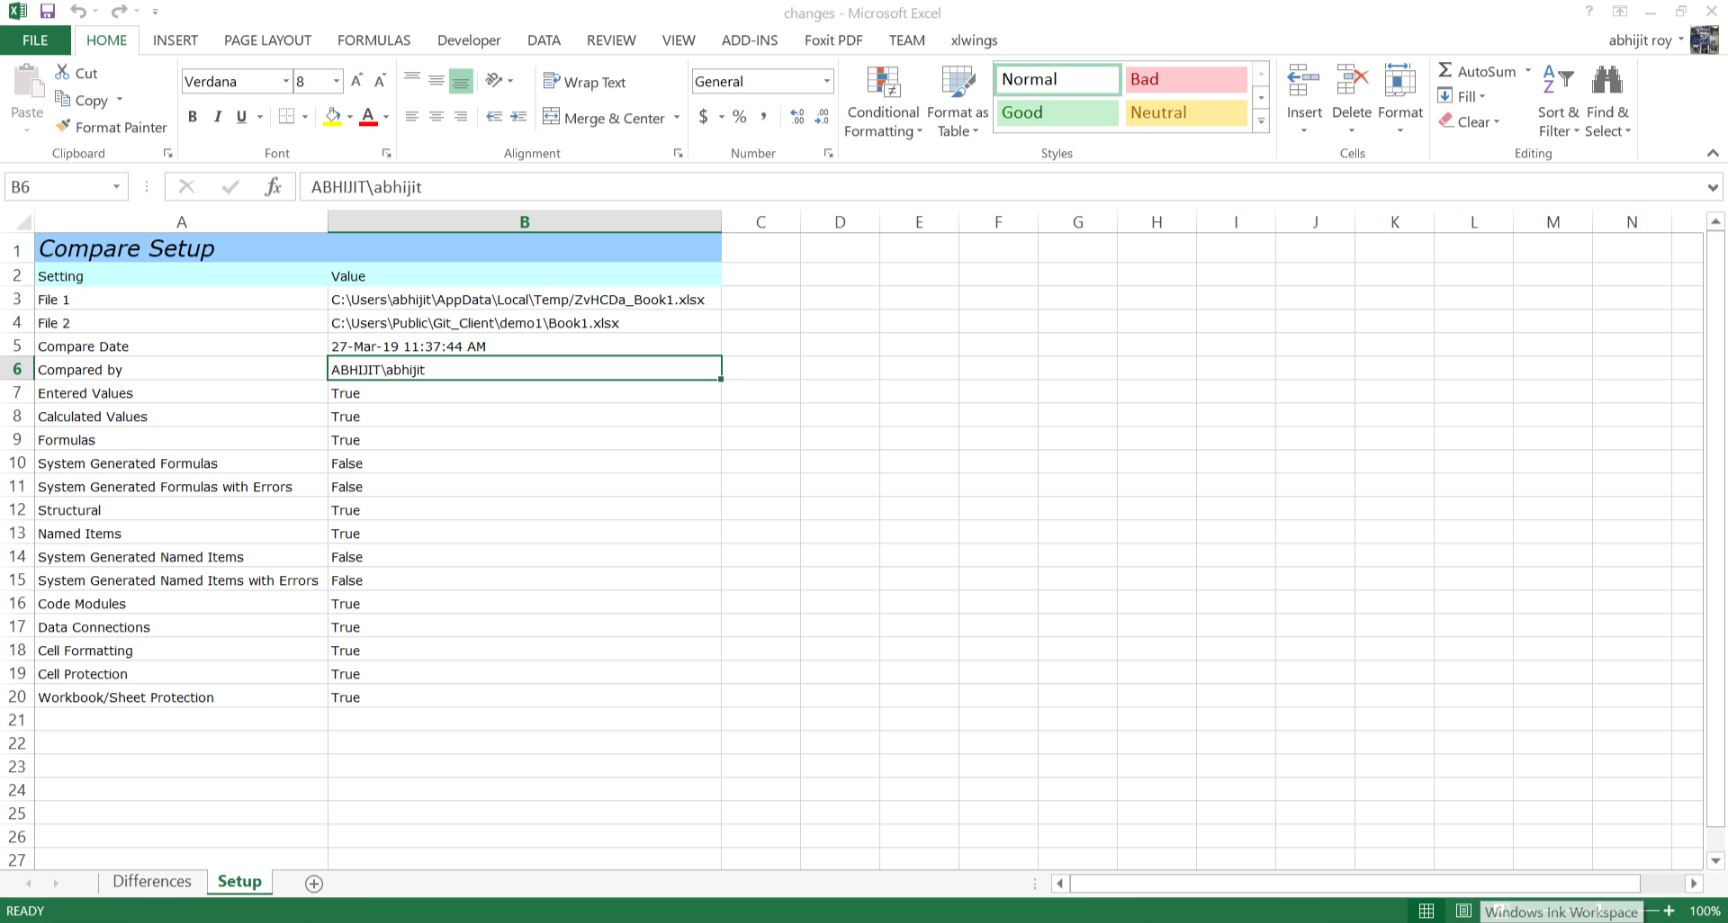 changes - Microsoft Excel
FILE HOME INSERT PAGE LAYOUT FORMULAS Developer DATA REVIEW VIEW ADD-INS Foxit PDF TEAM xlwings abhijit roy
Paste
Cut
Copy
Format Painter
Clipboard
Verdana 8
B I U A
Font
Wrap Text
Merge & Center
Alignment
General
$ % ,
Number
Conditional Formatting
Format as Table
Normal Bad
Good Neutral
Styles
Insert Delete Format
Cells
AutoSum
Fill
Clear
Sort & Filter
Find & Select
Editing
B6 fx ABHIJIT\abhijit
A B C D E F G H I J K L M N
1 Compare Setup
2 Setting Value
3 File 1 C:\Users\abhijit\AppData\Local\Temp/ZvHCDa_Book1.xlsx
4 File 2 C:\Users\Public\Git_Client\demo1\Book1.xlsx
5 Compare Date 27-Mar-19 11:37:44 AM
6 Compared by ABHIJIT\abhijit
7 Entered Values True
8 Calculated Values True
9 Formulas True
10 System Generated Formulas False
11 System Generated Formulas with Errors False
12 Structural True
13 Named Items True
14 System Generated Named Items False
15 System Generated Named Items with Errors False
16 Code Modules True
17 Data Connections True
18 Cell Formatting True
19 Cell Protection True
20 Workbook/Sheet Protection True
21
22
23
24
25
26
27
Differences Setup
READY Windows Ink Workspace 100%